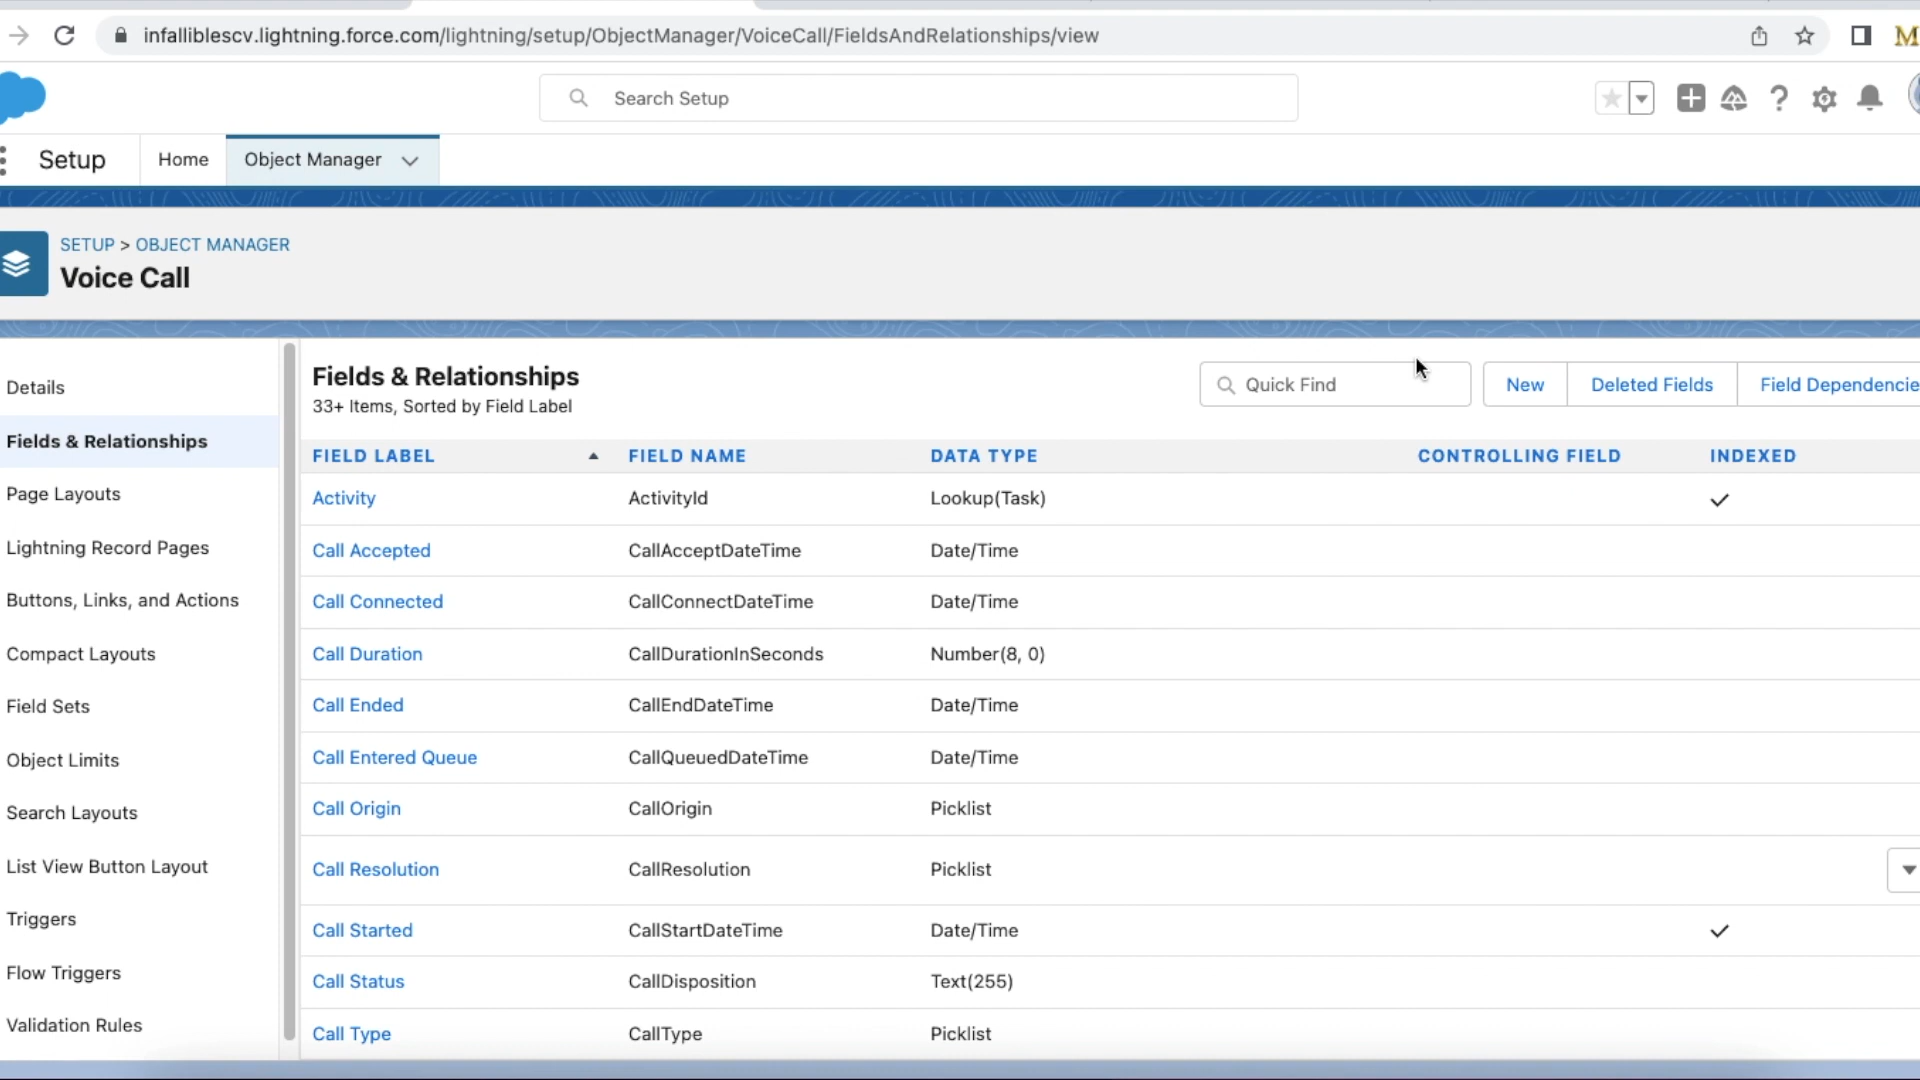 infalliblescv.lightning.force.com/lightning/setup/ObjectManager/VoiceCall/FieldsAndRelationships/view
M
Search Setup
Setup Home Object Manager
SETUP > OBJECT MANAGER
Voice Call
Details
Fields & Relationships
Page Layouts
Lightning Record Pages
Buttons, Links, and Actions
Compact Layouts
Field Sets
Object Limits
Search Layouts
List View Button Layout
Triggers
Flow Triggers
Validation Rules
Fields & Relationships
33+ Items, Sorted by Field Label
Quick Find New Deleted Fields Field Dependencie
FIELD LABEL FIELD NAME DATA TYPE CONTROLLING FIELD INDEXED
Activity ActivityId Lookup(Task)
Call Accepted CallAcceptDateTime Date/Time
Call Connected CallConnectDateTime Date/Time
Call Duration CallDurationInSeconds Number(8, 0)
Call Ended CallEndDateTime Date/Time
Call Entered Queue CallQueuedDateTime Date/Time
Call Origin CallOrigin Picklist
Call Resolution CallResolution Picklist
Call Started CallStartDateTime Date/Time
Call Status CallDisposition Text(255)
Call Type CallType Picklist